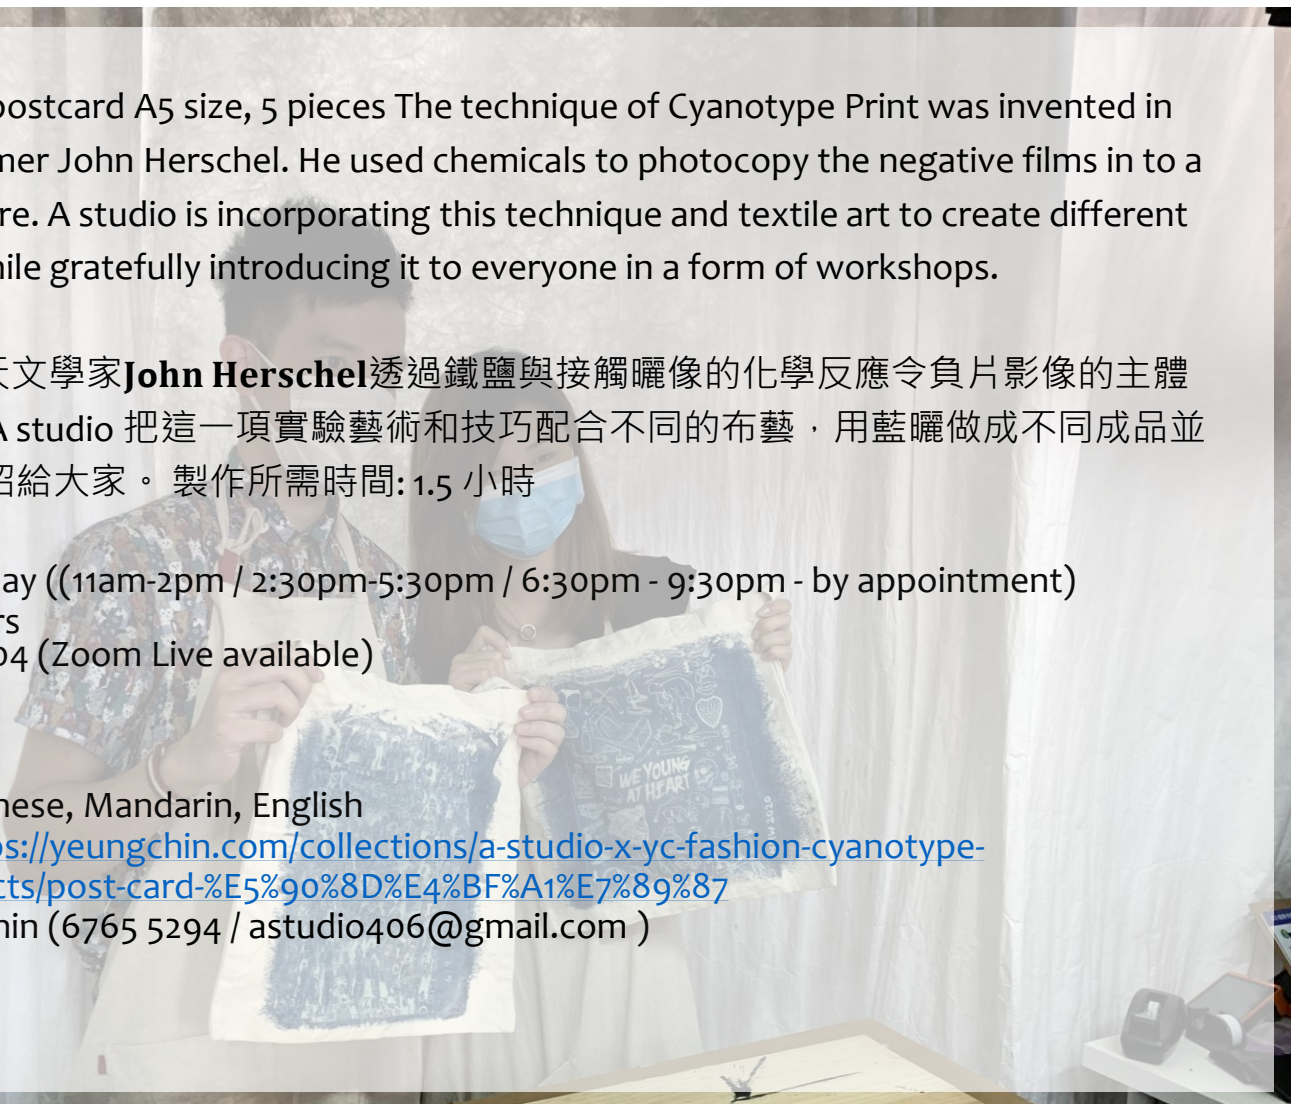 postcard A5 size, 5 pieces The technique of Cyanotype Print was invented in
mer John Herschel. He used chemicals to photocopy the negative films in to a
re. A studio is incorporating this technique and textile art to create different
hile gratefully introducing it to everyone in a form of workshops.
天文學家John Herschel透過鐵鹽與接觸曬像的化學反應令負片影像的主體
A studio 把這一項實驗藝術和技巧配合不同的布藝，用藍曬做成不同成品並
紹給大家。 製作所需時間: 1.5 小時
ay ((11am-2pm / 2:30pm-5:30pm / 6:30pm - 9:30pm - by appointment)
rs
04 (Zoom Live available)
WE YOUNG
AT HEART
nese, Mandarin, English
ps://yeungchin.com/collections/a-studio-x-yc-fashion-cyanotype-
cts/post-card-%E5%90%8D%E4%BF%A1%E7%89%87
hin (6765 5294 / astudio406@gmail.com )